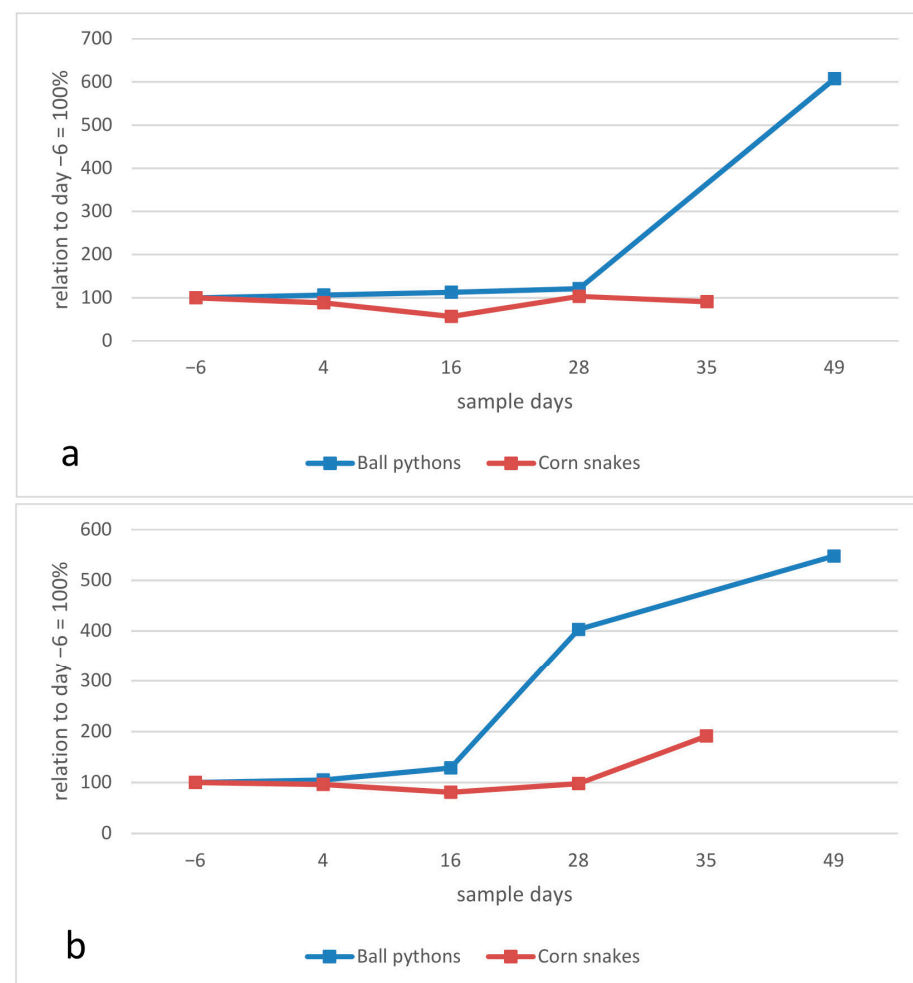 700
600
500
400
300
200
100
0
relation to day −6 = 100%
−6 4 16 28 35 49
sample days
a
Ball pythons Corn snakes
600
500
400
300
200
100
0
relation to day −6 = 100%
−6 4 16 28 35 49
sample days
b
Ball pythons Corn snakes